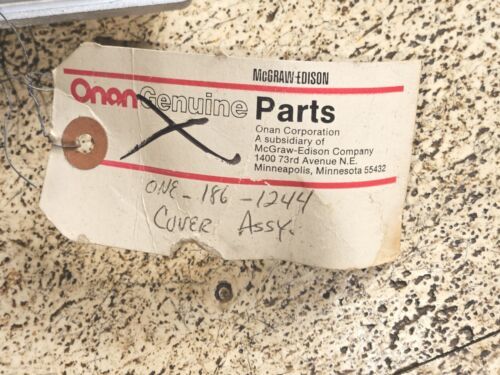 McGRAW-EDISON
Onan Genuine Parts
Onan Corporation
A subsidiary of
McGraw-Edison Company
1400 73rd Avenue N.E.
Minneapolis, Minnesota 55432
ONE-186-1244
COVER ASSY.